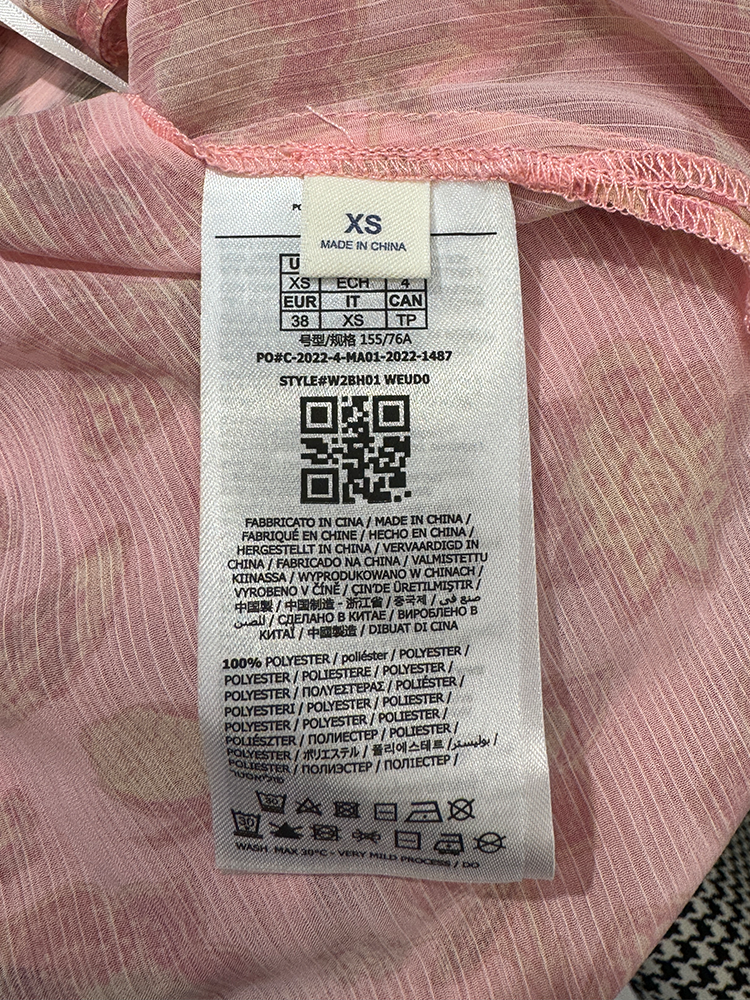 XS
MADE IN CHINA
XS ECH 4
EUR IT CAN
38 XS TP
号型/规格 155/76A
PO#C-2022-4-MA01-2022-1487
STYLE#W2BH01 WEUD0
FABBRICATO IN CINA / MADE IN CHINA /
FABRIQUÉ EN CHINE / HECHO EN CHINA /
HERGESTELLT IN CHINA / VERVAARDIGD IN
CHINA / FABRICADO NA CHINA / VALMISTETTU
KIINASSA / WYPRODUKOWANO W CHINACH /
VYROBENO V ČÍNĚ / ÇIN'DE ÜRETILMIŞTIR /
中国製 / 中国制造 - 浙江省 / 중국제 / صنع في
للصين / СДЕЛАНО В КИТАЕ / ВИРОБЛЕНО В
КИТАЇ / 中國製造 / DIBUAT DI CINA
100% POLYESTER / poliéster / POLYESTER /
POLYESTER / POLIESTERE / POLYESTER /
POLYESTER / ΠΟΛΥΕΣΤΕΡΑΣ / POLIÉSTER /
POLYESTERI / POLYESTER / POLIESTER /
POLYESTER / POLYESTER / POLIESTER /
POLIÉSZTER / ПОЛИЕСТЕР / POLIESTER /
POLYESTER / ポリエステル / 폴리에스테르 / بوليستر /
POLIESTER / ПОЛИЭСТЕР / ПОЛІЕСТЕР /
פוליאסטר
30
30
WASH MAX 30°C - VERY MILD PROCESS / DO